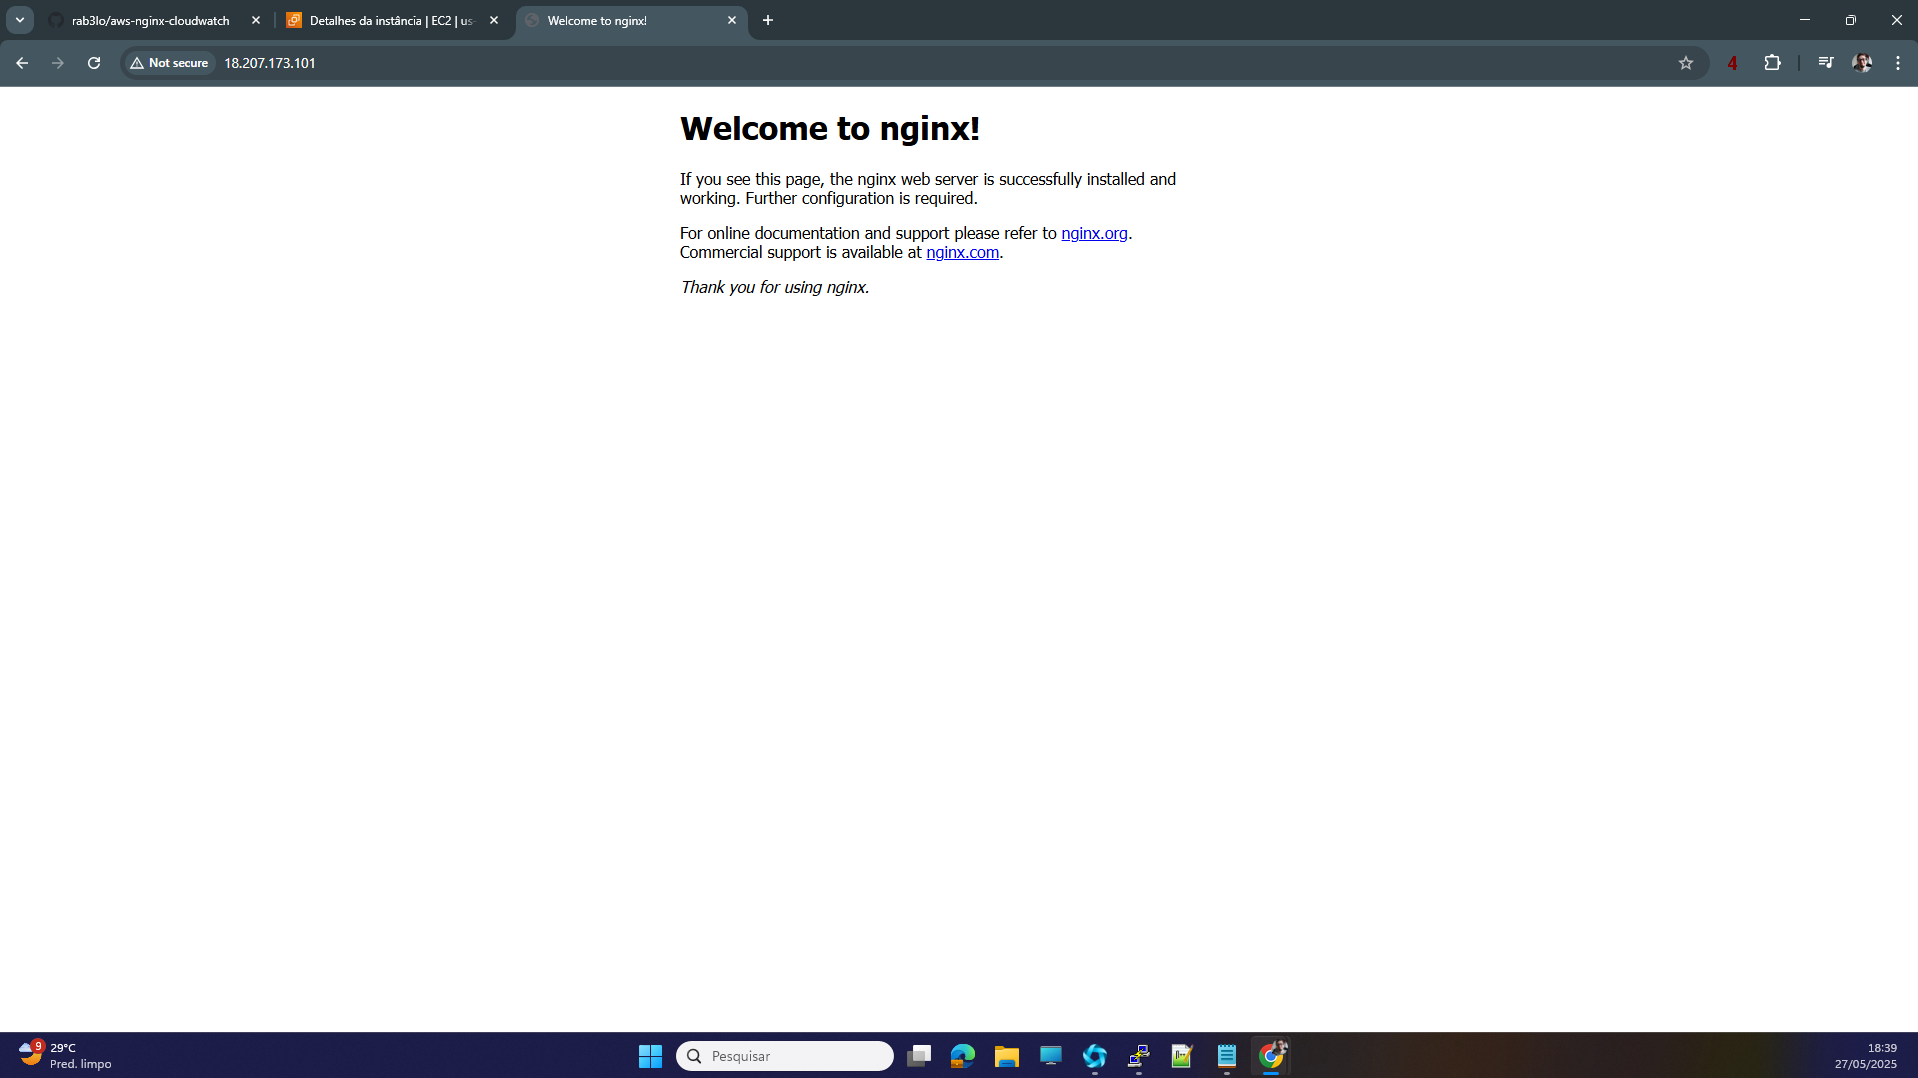 rab3lo/aws-nginx-cloudwatch
Detalhes da instância | EC2 | us-
Welcome to nginx!
Not secure
18.207.173.101
4
Welcome to nginx!
If you see this page, the nginx web server is successfully installed and
working. Further configuration is required.
For online documentation and support please refer to nginx.org.
Commercial support is available at nginx.com.
Thank you for using nginx.
9
29°C
Pred. limpo
Pesquisar
18:39
27/05/2025